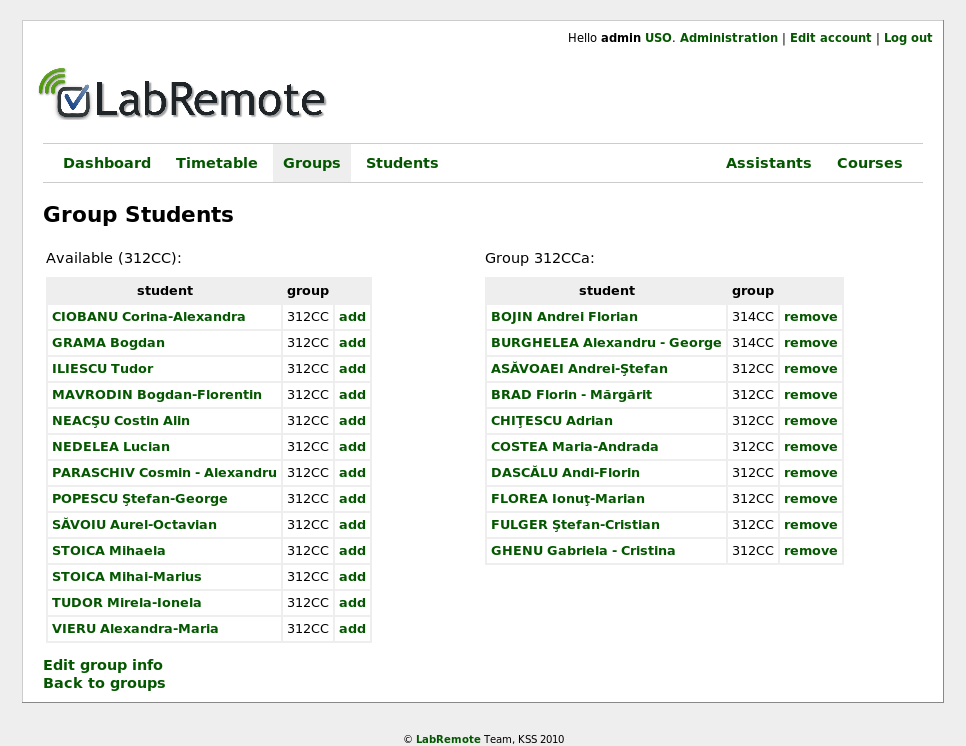 Hello admin USO. Administration | Edit account | Log out
LabRemote
Dashboard Timetable Groups Students Assistants Courses
Group Students
Available (312CC):
student group
CIOBANU Corina-Alexandra 312CC add
GRAMA Bogdan 312CC add
ILIESCU Tudor 312CC add
MAVRODIN Bogdan-Florentin 312CC add
NEACŞU Costin Alin 312CC add
NEDELEA Lucian 312CC add
PARASCHIV Cosmin - Alexandru 312CC add
POPESCU Ştefan-George 312CC add
SĂVOIU Aurel-Octavian 312CC add
STOICA Mihaela 312CC add
STOICA Mihai-Marius 312CC add
TUDOR Mirela-Ionela 312CC add
VIERU Alexandra-Maria 312CC add
Group 312CCa:
student group
BOJIN Andrei Florian 314CC remove
BURGHELEA Alexandru - George 314CC remove
ASĂVOAEI Andrei-Ştefan 312CC remove
BRAD Florin - Mărgărit 312CC remove
CHIŢESCU Adrian 312CC remove
COSTEA Maria-Andrada 312CC remove
DASCĂLU Andi-Florin 312CC remove
FLOREA Ionuţ-Marian 312CC remove
FULGER Ştefan-Cristian 312CC remove
GHENU Gabriela - Cristina 312CC remove
Edit group info
Back to groups
© LabRemote Team, KSS 2010